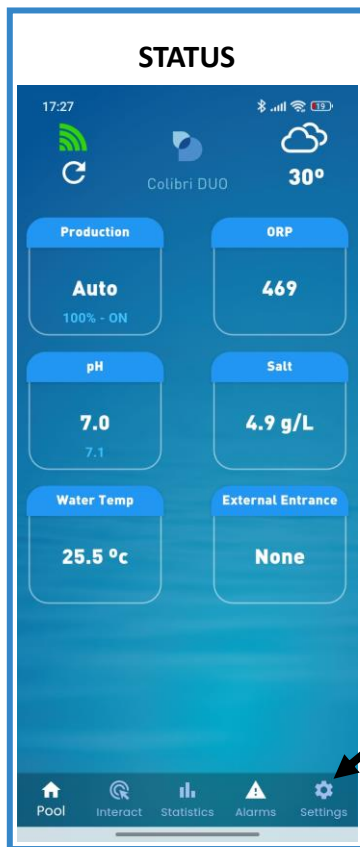 STATUS
17:27
19
Colibri DUO
30º
Production
ORP
Auto
469
100% - ON
pH
Salt
7.0
4.9 g/L
7.1
Water Temp
External Entrance
25.5 ºc
None
Pool
Interact
Statistics
Alarms
Settings